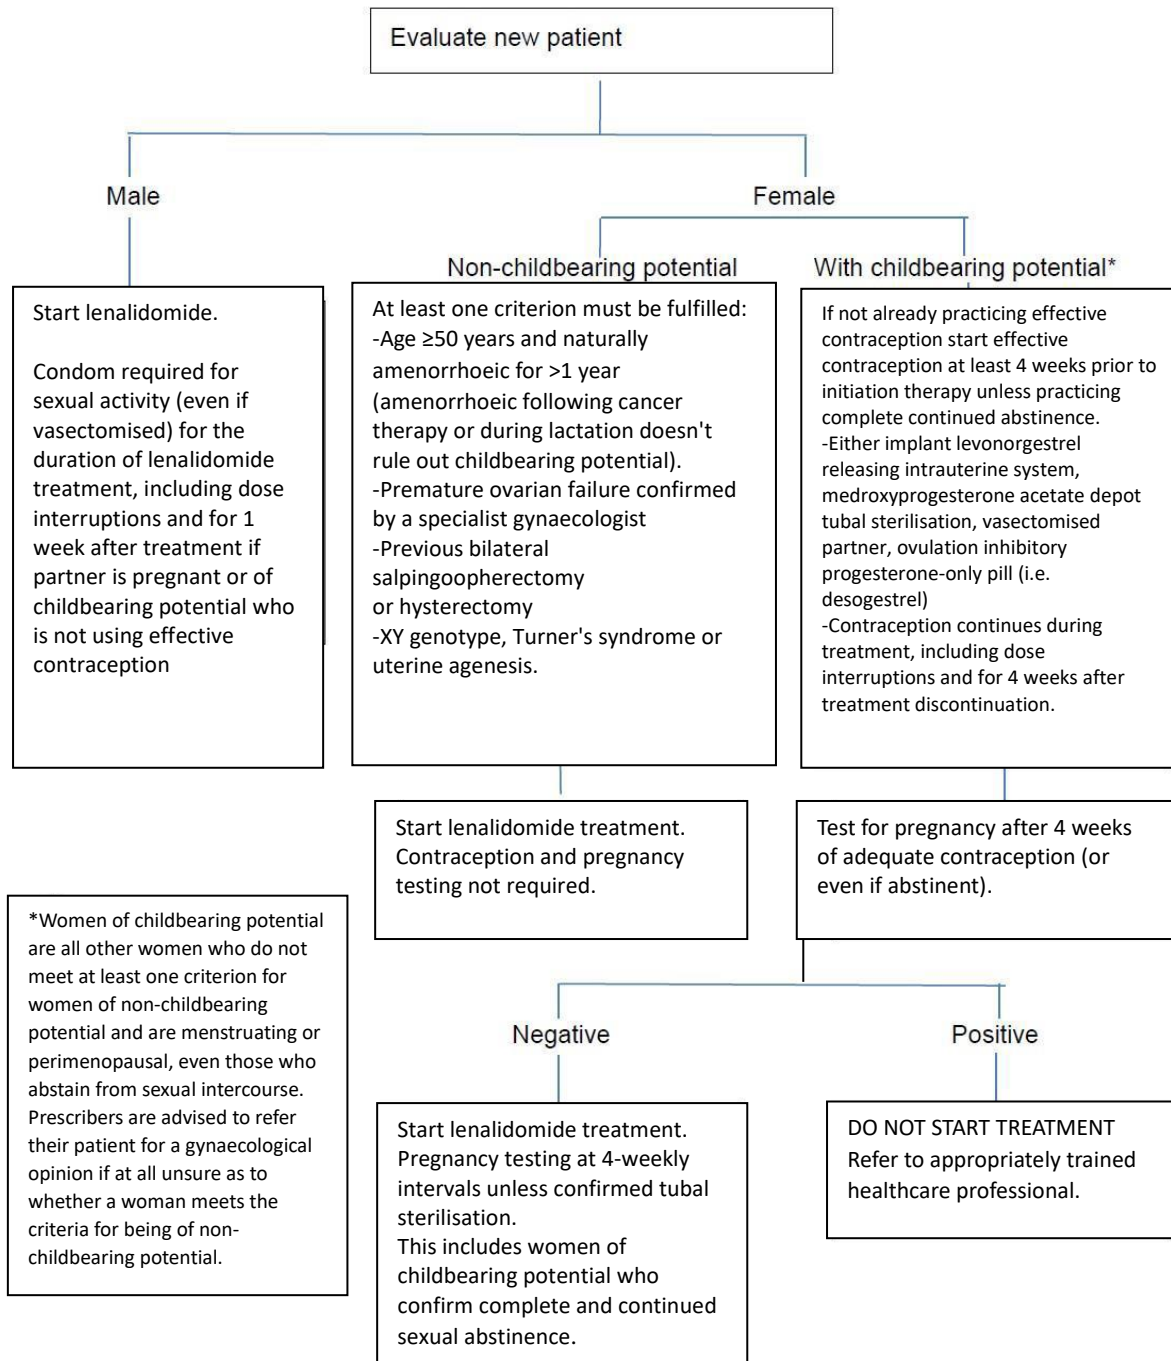 Evaluate new patient
Male
Female
Non-childbearing potential
With childbearing potential*
Start lenalidomide.
Condom required for
sexual activity (even if
vasectomised) for the
duration of lenalidomide
treatment, including dose
interruptions and for 1
week after treatment if
partner is pregnant or of
childbearing potential who
is not using effective
contraception
At least one criterion must be fulfilled:
-Age ≥50 years and naturally
amenorrhoeic for >1 year
(amenorrhoeic following cancer
therapy or during lactation doesn't
rule out childbearing potential).
-Premature ovarian failure confirmed
by a specialist gynaecologist
-Previous bilateral
salpingoopherectomy
or hysterectomy
-XY genotype, Turner's syndrome or
uterine agenesis.
If not already practicing effective
contraception start effective
contraception at least 4 weeks prior to
initiation therapy unless practicing
complete continued abstinence.
-Either implant levonorgestrel
releasing intrauterine system,
medroxyprogesterone acetate depot
tubal sterilisation, vasectomised
partner, ovulation inhibitory
progesterone-only pill (i.e.
desogestrel)
-Contraception continues during
treatment, including dose
interruptions and for 4 weeks after
treatment discontinuation.
Start lenalidomide treatment.
Contraception and pregnancy
testing not required.
Test for pregnancy after 4 weeks
of adequate contraception (or
even if abstinent).
*Women of childbearing potential
are all other women who do not
meet at least one criterion for
women of non-childbearing
potential and are menstruating or
perimenopausal, even those who
abstain from sexual intercourse.
Prescribers are advised to refer
their patient for a gynaecological
opinion if at all unsure as to
whether a woman meets the
criteria for being of non-
childbearing potential.
Negative
Positive
Start lenalidomide treatment.
Pregnancy testing at 4-weekly
intervals unless confirmed tubal
sterilisation.
This includes women of
childbearing potential who
confirm complete and continued
sexual abstinence.
DO NOT START TREATMENT
Refer to appropriately trained
healthcare professional.